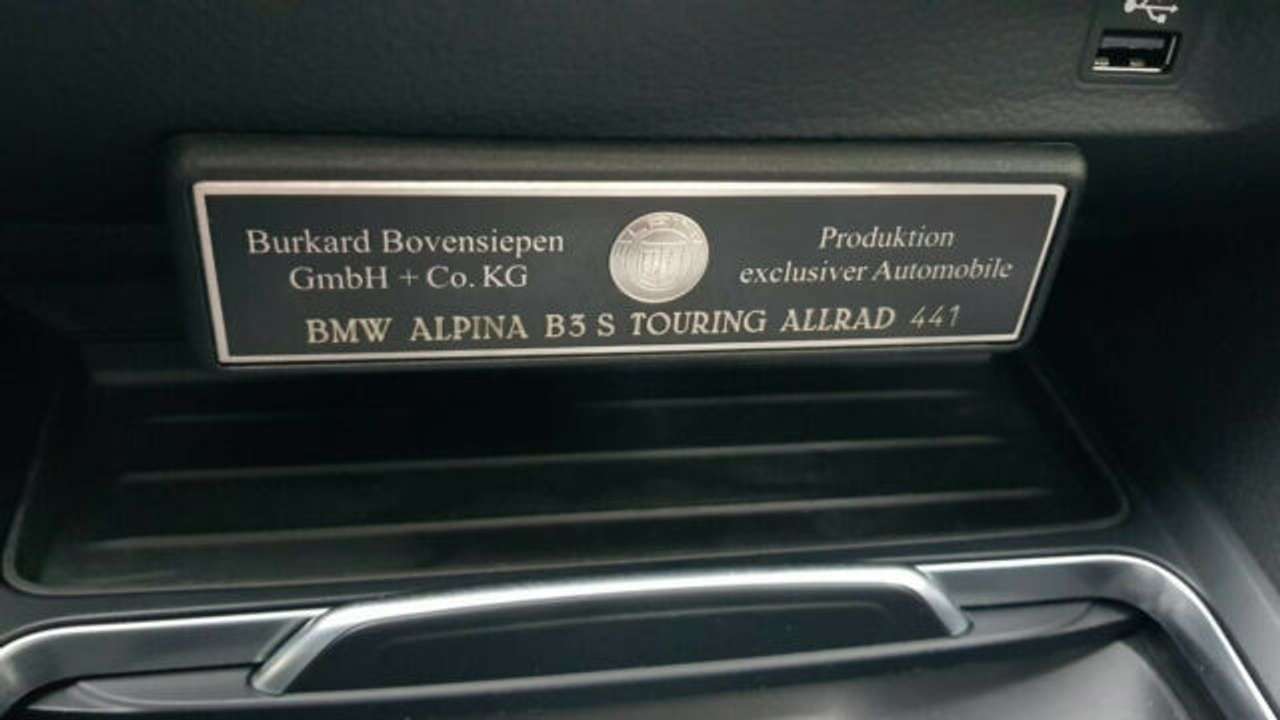 Burkard Bovensiepen
GmbH + Co. KG
Produktion
exclusiver Automobile
BMW ALPINA B3 S TOURING ALLRAD 441